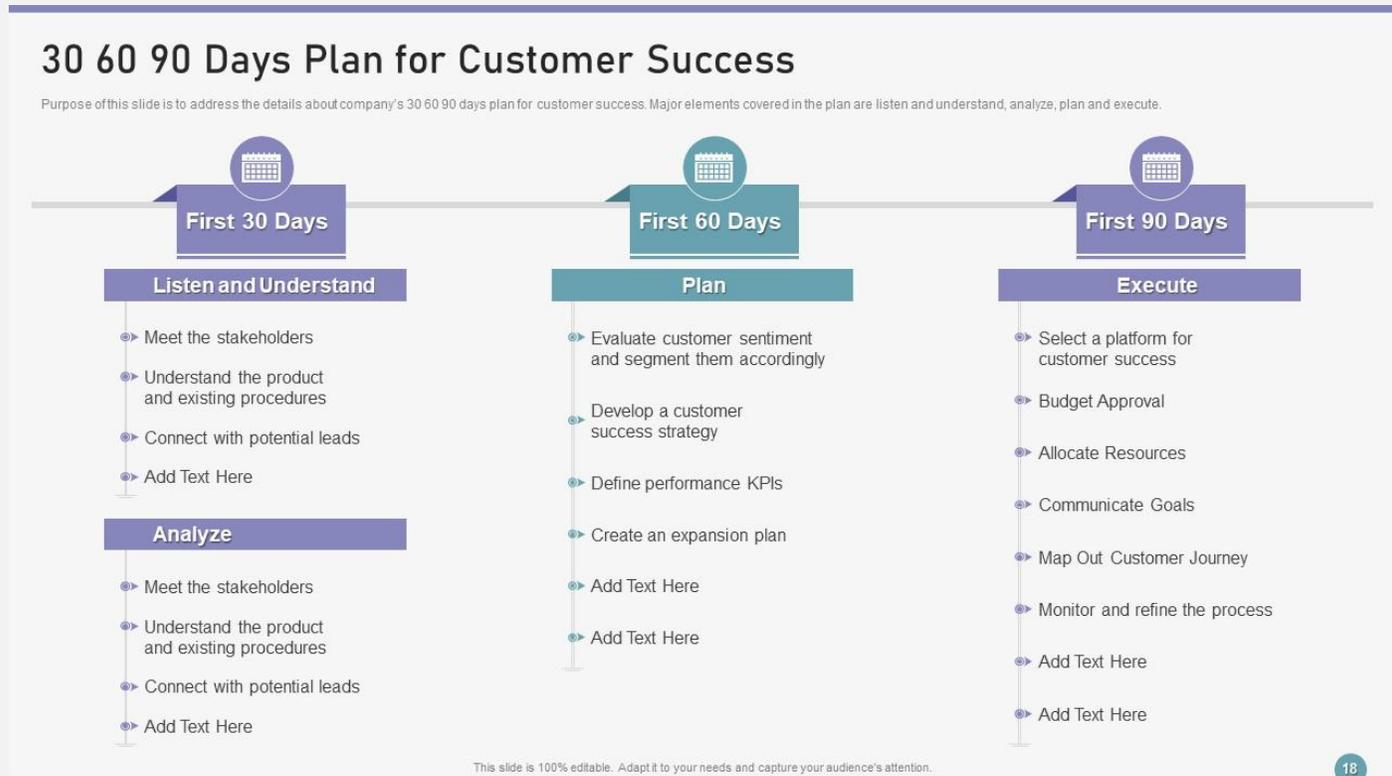 30 60 90 Days Plan for Customer Success
Purpose of this slide is to address the details about company's 30 60 90 days plan for customer success. Major elements covered in the plan are listen and understand, analyze, plan and execute.
First 30 Days
Listen and Understand
Meet the stakeholders
Understand the product
and existing procedures
Connect with potential leads
Add Text Here
Analyze
Meet the stakeholders
Understand the product
and existing procedures
Connect with potential leads
Add Text Here
First 60 Days
Plan
Evaluate customer sentiment
and segment them accordingly
Develop a customer
success strategy
Define performance KPIs
Create an expansion plan
Add Text Here
Add Text Here
First 90 Days
Execute
Select a platform for
customer success
Budget Approval
Allocate Resources
Communicate Goals
Map Out Customer Journey
Monitor and refine the process
Add Text Here
Add Text Here
This slide is 100% editable. Adapt it to your needs and capture your audience's attention.
18